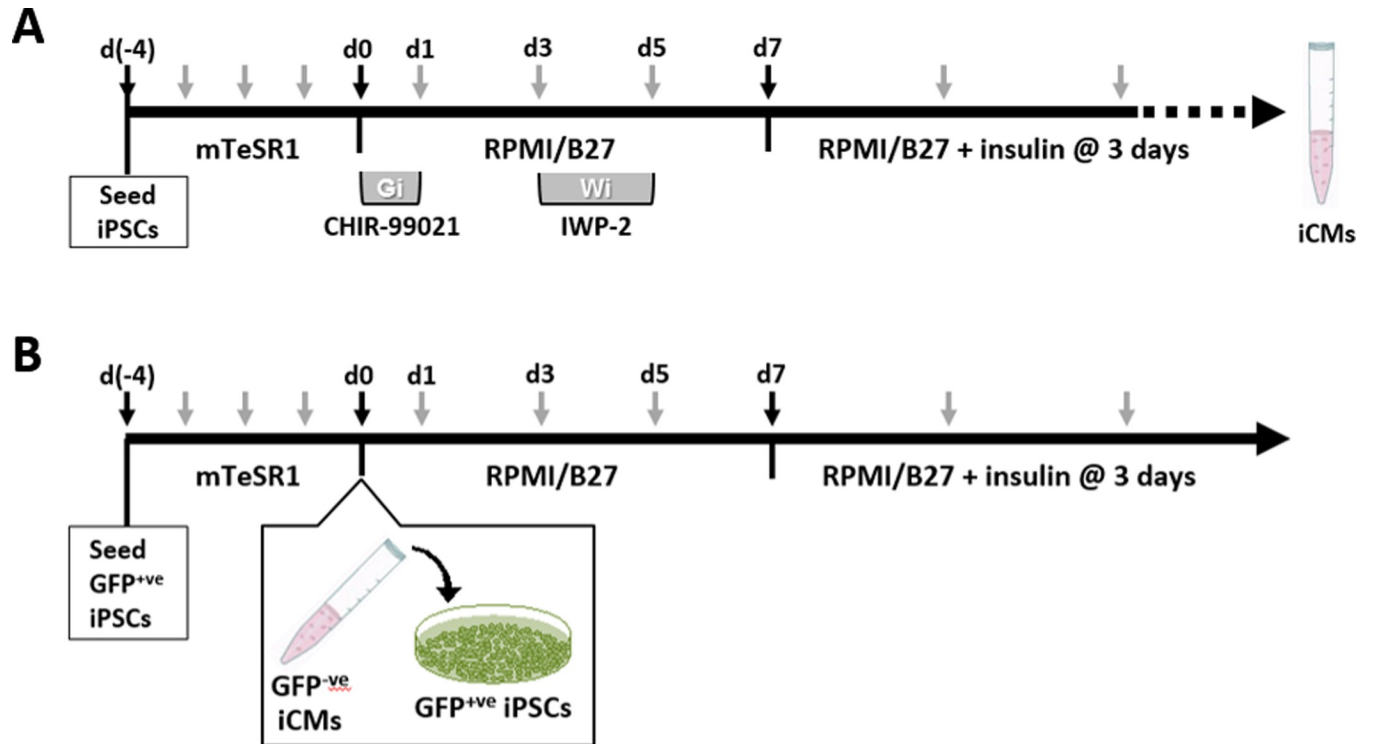 A
d(-4) d0 d1 d3 d5 d7
mTeSR1 RPMI/B27 RPMI/B27 + insulin @ 3 days
Gi Wi
Seed
iPSCs
CHIR-99021 IWP-2
iCMs
B
d(-4) d0 d1 d3 d5 d7
mTeSR1 RPMI/B27 RPMI/B27 + insulin @ 3 days
Seed
GFP+ve
iPSCs
GFP-ve
iCMs
GFP+ve iPSCs